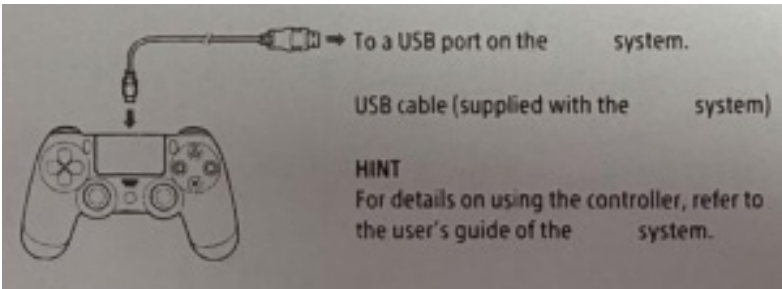 To a USB port on the system.
USB cable (supplied with the system)
HINT
For details on using the controller, refer to
the user's guide of the system.